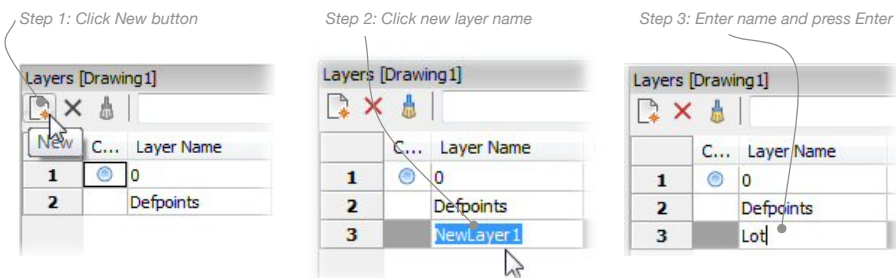 Step 1: Click New button
Layers [Drawing1]
New
C... Layer Name
1 0
2 Defpoints
Step 2: Click new layer name
Layers [Drawing1]
C... Layer Name
1 0
2 Defpoints
3 NewLayer1
Step 3: Enter name and press Enter
Layers [Drawing1]
C... Layer Name
1 0
2 Defpoints
3 Lot